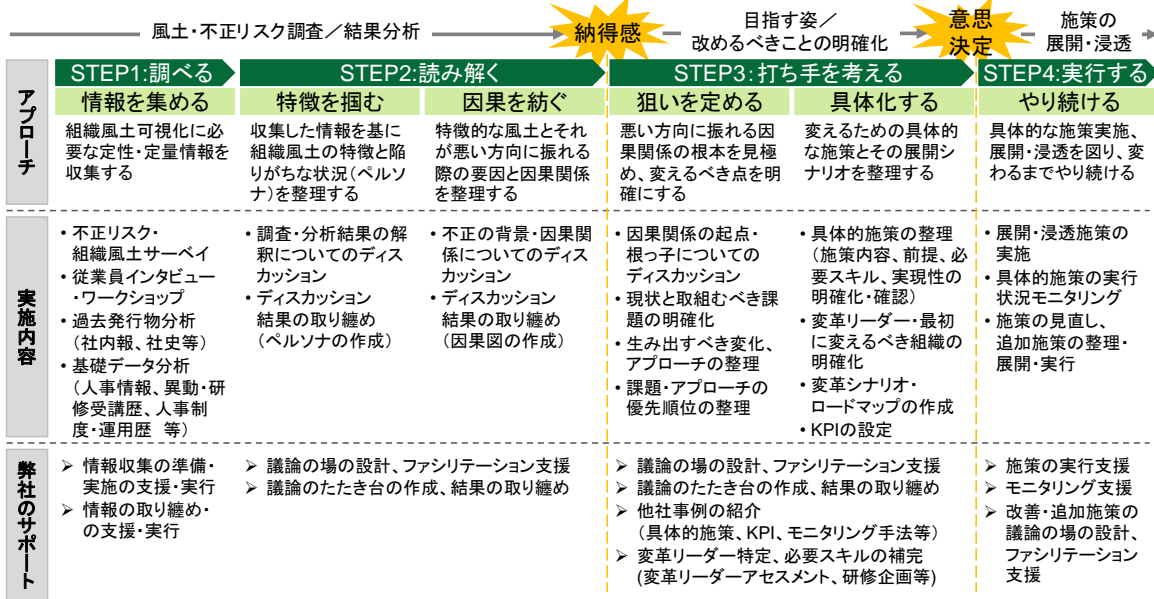 風土・不正リスク調査／結果分析
納得感
目指す姿／
改めるべきことの明確化
意思
決定
施策の
展開・浸透
アプローチ
STEP1:調べる
STEP2:読み解く
STEP3:打ち手を考える
STEP4:実行する
情報を集める
特徴を掴む
因果を紡ぐ
狙いを定める
具体化する
やり続ける
組織風土可視化に必
要な定性・定量情報を
収集する
収集した情報を基に
組織風土の特徴と陥
りがちな状況（ペルソ
ナ）を整理する
特徴的な風土とそれ
が悪い方向に振れる
際の要因と因果関係
を整理する
悪い方向に振れる因
果関係の根本を見極
め、変えるべき点を明
確にする
変えるための具体的
な施策とその展開シ
ナリオを整理する
具体的な施策実施、
展開・浸透を図り、変
わるまでやり続ける
実施内容
• 不正リスク・
組織風土サーベイ
• 従業員インタビュー
・ワークショップ
• 過去発行物分析
（社内報、社史等）
• 基礎データ分析
（人事情報、異動・研
修受講歴、人事制
度・運用歴 等）
• 調査・分析結果の解
釈についてのディス
カッション
• ディスカッション
結果の取り纏め
（ペルソナの作成）
• 不正の背景・因果関
係についてのディス
カッション
• ディスカッション
結果の取り纏め
（因果図の作成）
• 因果関係の起点・
根っ子についての
ディスカッション
• 現状と取組むべき課
題の明確化
• 生み出すべき変化、
アプローチの整理
• 課題・アプローチの
優先順位の整理
• 具体的施策の整理
（施策内容、前提、必
要スキル、実現性の
明確化・確認）
• 変革リーダー・最初
に変えるべき組織の
明確化
• 変革シナリオ・
ロードマップの作成
• KPIの設定
• 展開・浸透施策の
実施
• 具体的施策の実行
状況モニタリング
• 施策の見直し、
追加施策の整理・
展開・実行
弊社のサポート
➢ 情報収集の準備・
実施の支援・実行
➢ 情報の取り纏め・
の支援・実行
➢ 議論の場の設計、ファシリテーション支援
➢ 議論のたたき台の作成、結果の取り纏め
➢ 議論の場の設計、ファシリテーション支援
➢ 議論のたたき台の作成、結果の取り纏め
➢ 他社事例の紹介
（具体的施策、KPI、モニタリング手法等）
➢ 変革リーダー特定、必要スキルの補完
(変革リーダーアセスメント、研修企画等)
➢ 施策の実行支援
➢ モニタリング支援
➢ 改善・追加施策の
議論の場の設計、
ファシリテーション
支援